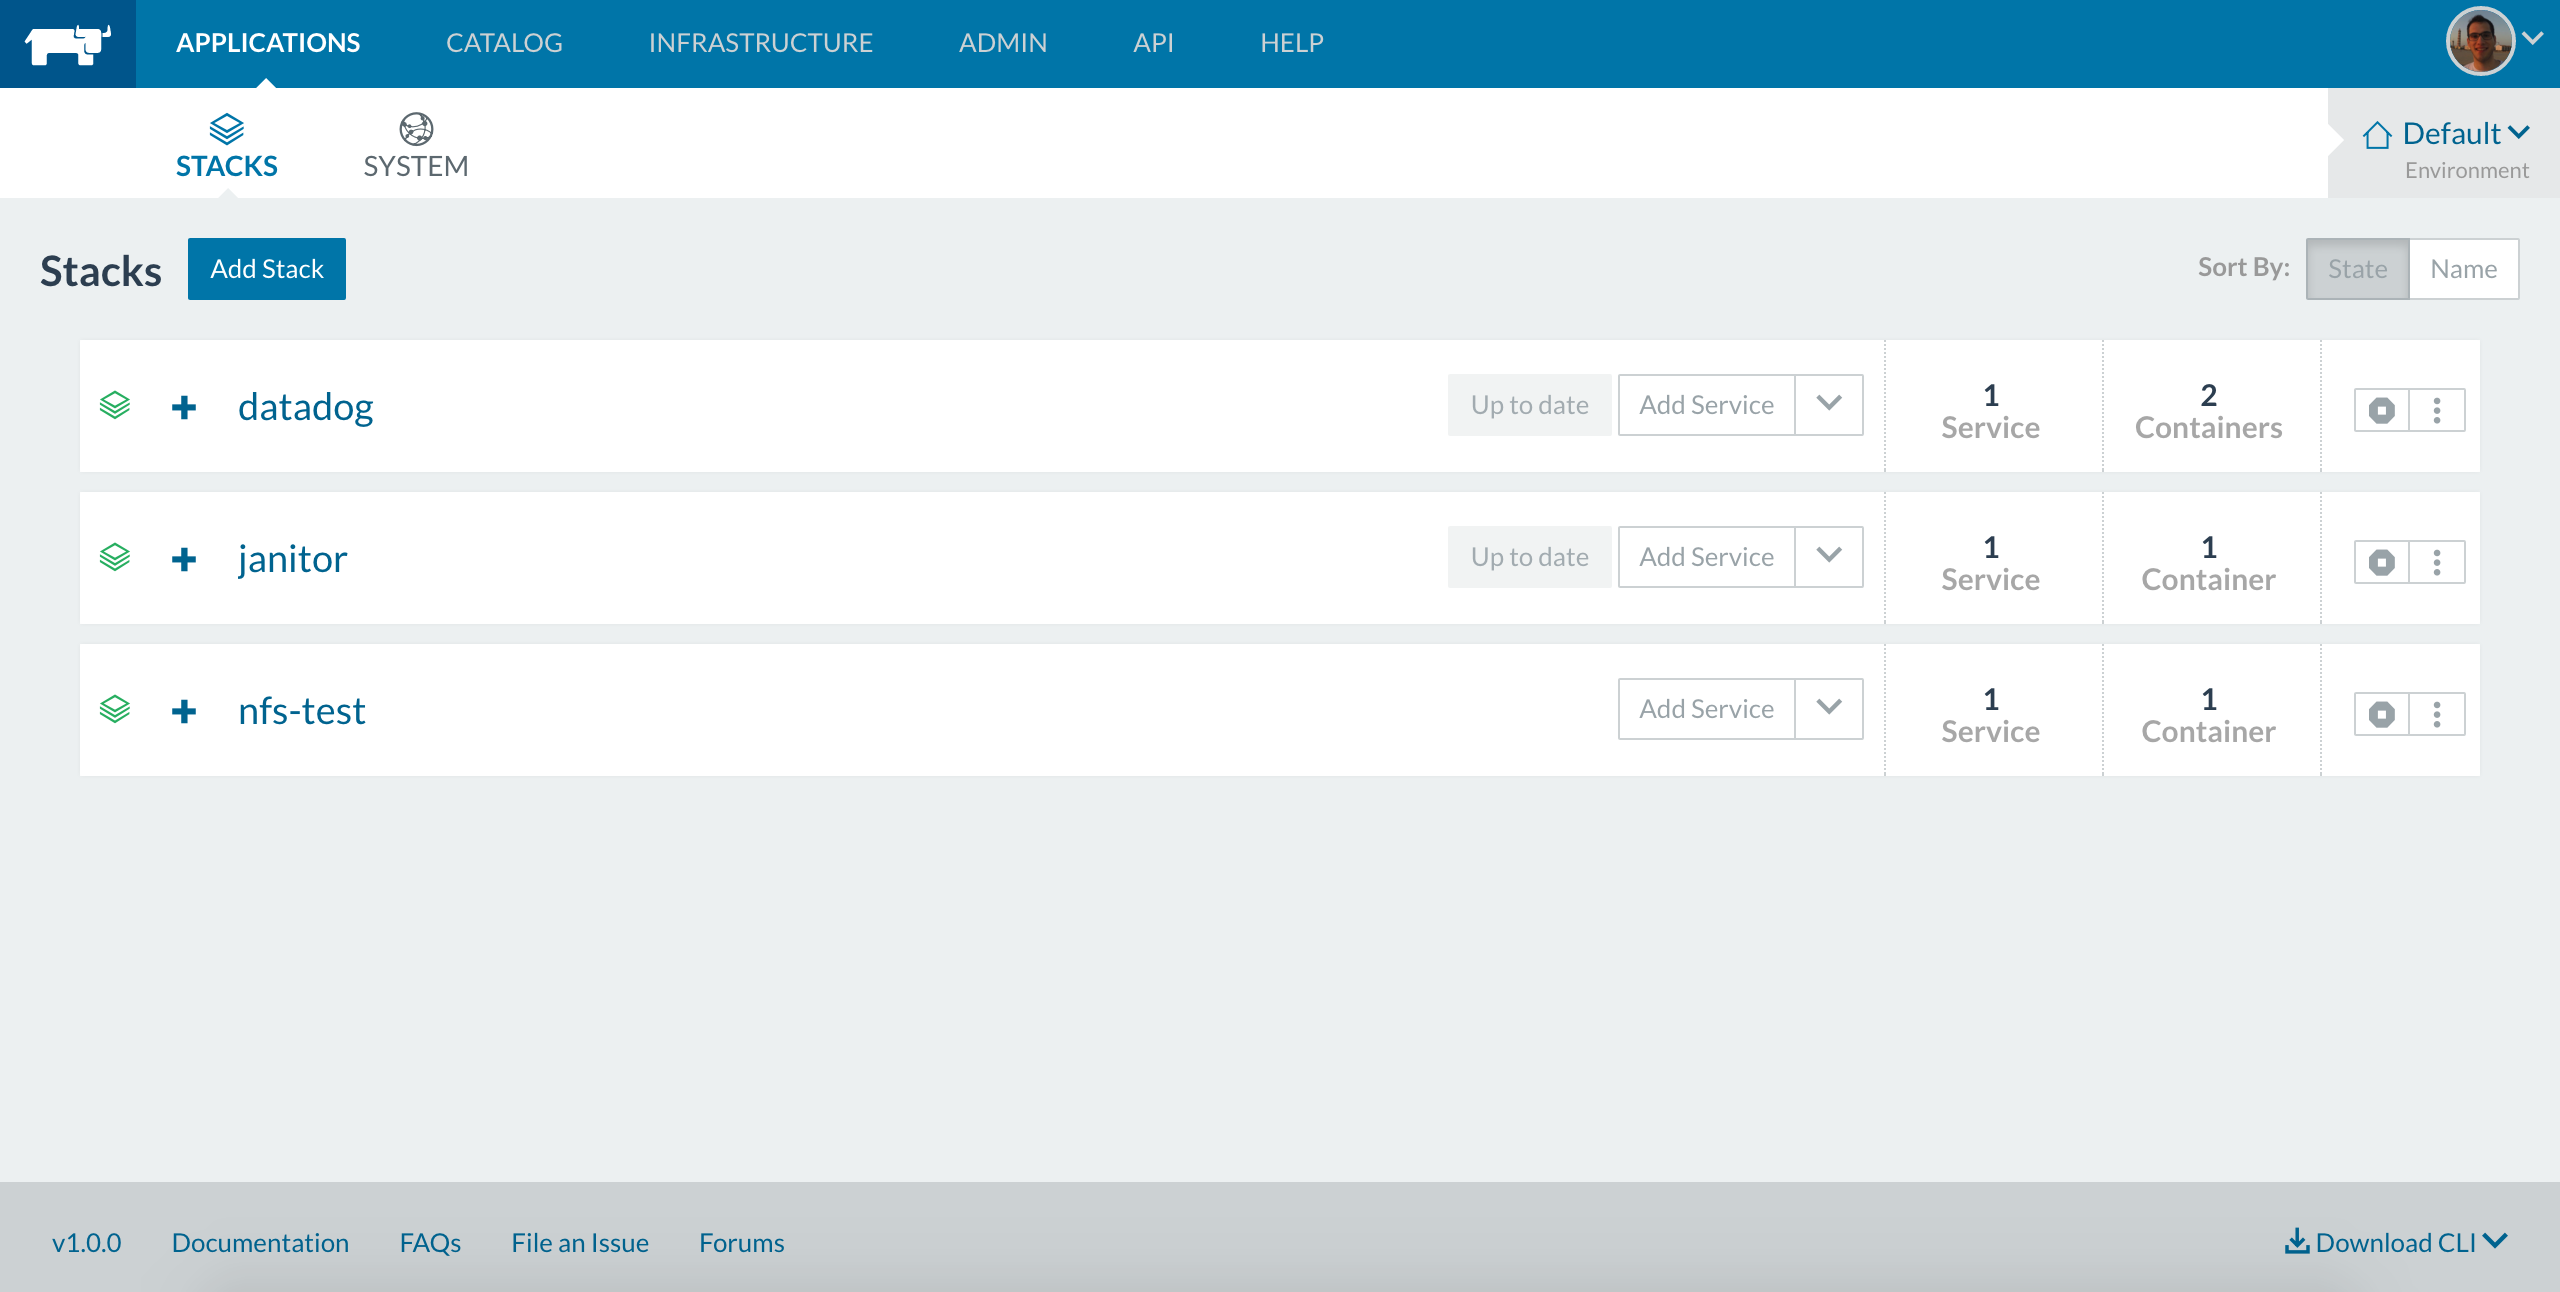 APPLICATIONS CATALOG INFRASTRUCTURE ADMIN API HELP
STACKS SYSTEM
Default
Environment
Stacks Add Stack Sort By: State Name
datadog Up to date Add Service 1 Service 2 Containers
janitor Up to date Add Service 1 Service 1 Container
nfs-test Add Service 1 Service 1 Container
v1.0.0 Documentation FAQs File an Issue Forums Download CLI